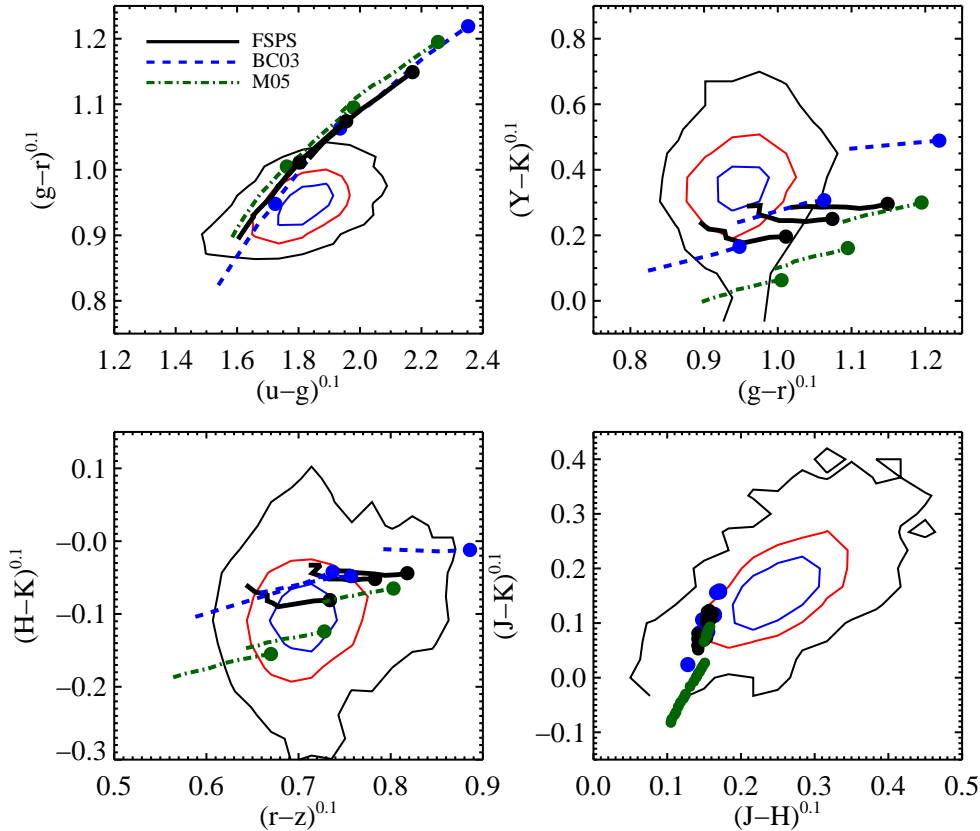 1.2
1.1
1.0
0.9
0.8
(g−r)^0.1
FSPS
BC03
M05
1.2 1.4 1.6 1.8 2.0 2.2 2.4
(u−g)^0.1
0.8
0.6
0.4
0.2
0.0
(Y−K)^0.1
0.8 0.9 1.0 1.1 1.2
(g−r)^0.1
0.1
−0.0
−0.1
−0.2
−0.3
(H−K)^0.1
0.5 0.6 0.7 0.8 0.9
(r−z)^0.1
0.4
0.3
0.2
0.1
0.0
−0.1
(J−K)^0.1
0.0 0.1 0.2 0.3 0.4 0.5
(J−H)^0.1